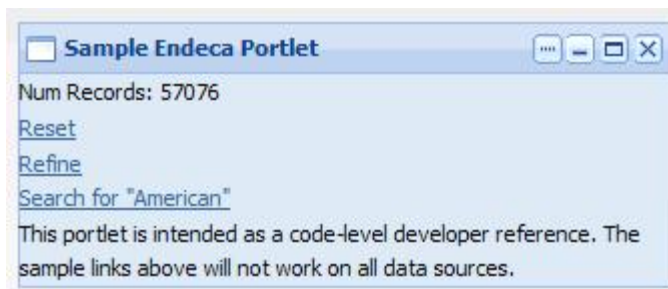 Sample Endeca Portlet
Num Records: 57076
Reset
Refine
Search for "American"
This portlet is intended as a code-level developer reference. The
sample links above will not work on all data sources.